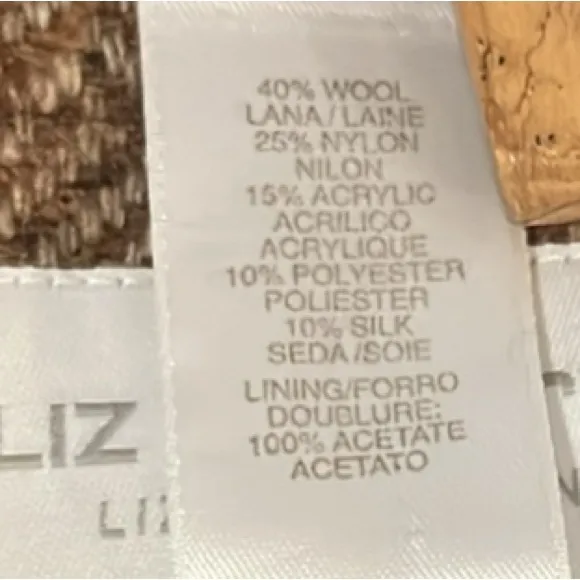 40% WOOL
LANA/LAINE
25% NYLON
NILON
15% ACRYLIC
ACRILICO
ACRYLIQUE
10% POLYESTER
POLIESTER
10% SILK
SEDA/SOIE
LINING/FORRO
DOUBLURE:
100% ACETATE
ACETATO
LIZ